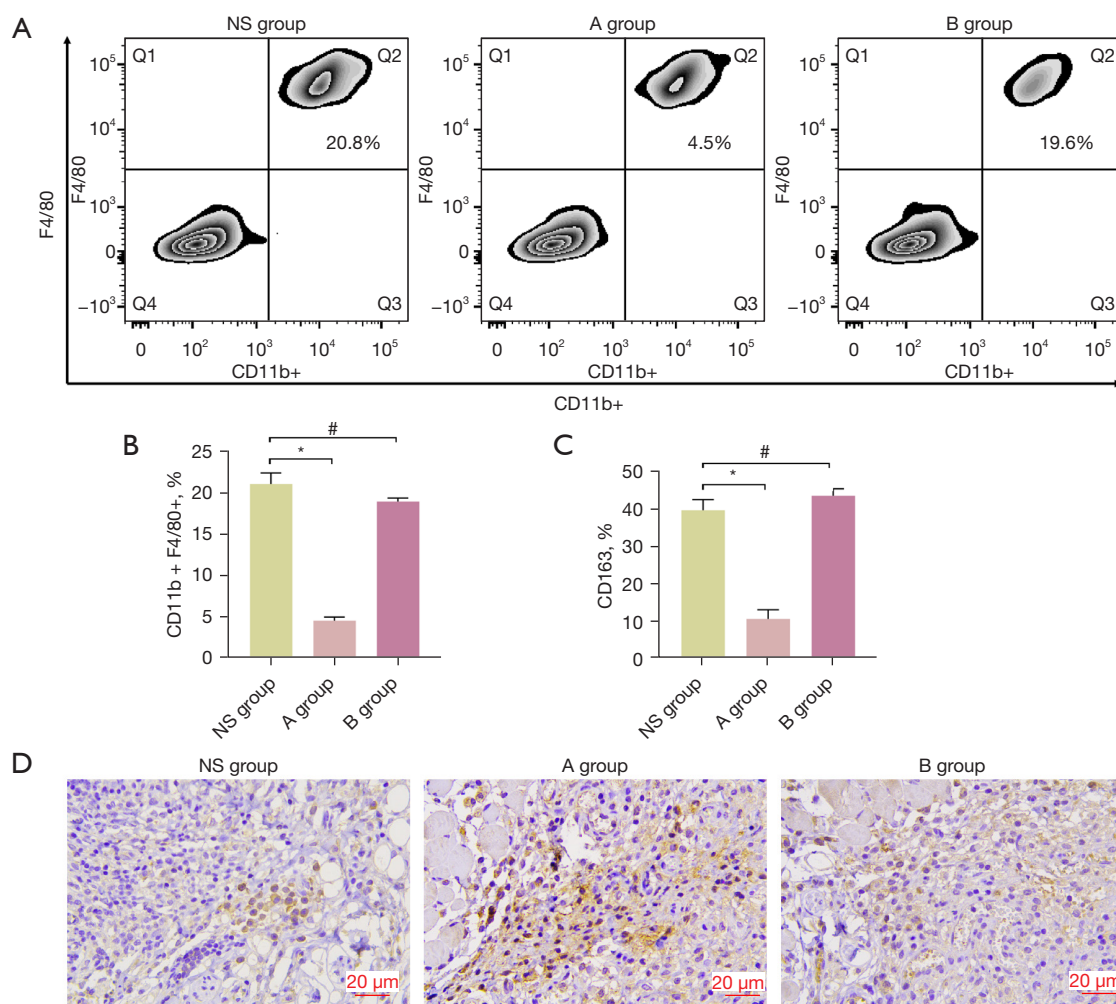 A
NS group
A group
B group
Q1
Q2
10⁵
10⁴
20.8%
F4/80
10³
0
−10³
Q4
Q3
0 10² 10³ 10⁴ 10⁵
CD11b+
Q1
Q2
10⁵
10⁴
4.5%
F4/80
10³
0
−10³
Q4
Q3
0 10² 10³ 10⁴ 10⁵
CD11b+
Q1
Q2
10⁵
10⁴
19.6%
F4/80
10³
0
−10³
Q4
Q3
0 10² 10³ 10⁴ 10⁵
CD11b+
F4/80
CD11b+
B
CD11b + F4/80+, %
25
20
15
10
5
0
#
*
NS group
A group
B group
C
CD163, %
50
40
30
20
10
0
#
*
NS group
A group
B group
D
NS group
A group
B group
20 µm
20 µm
20 µm